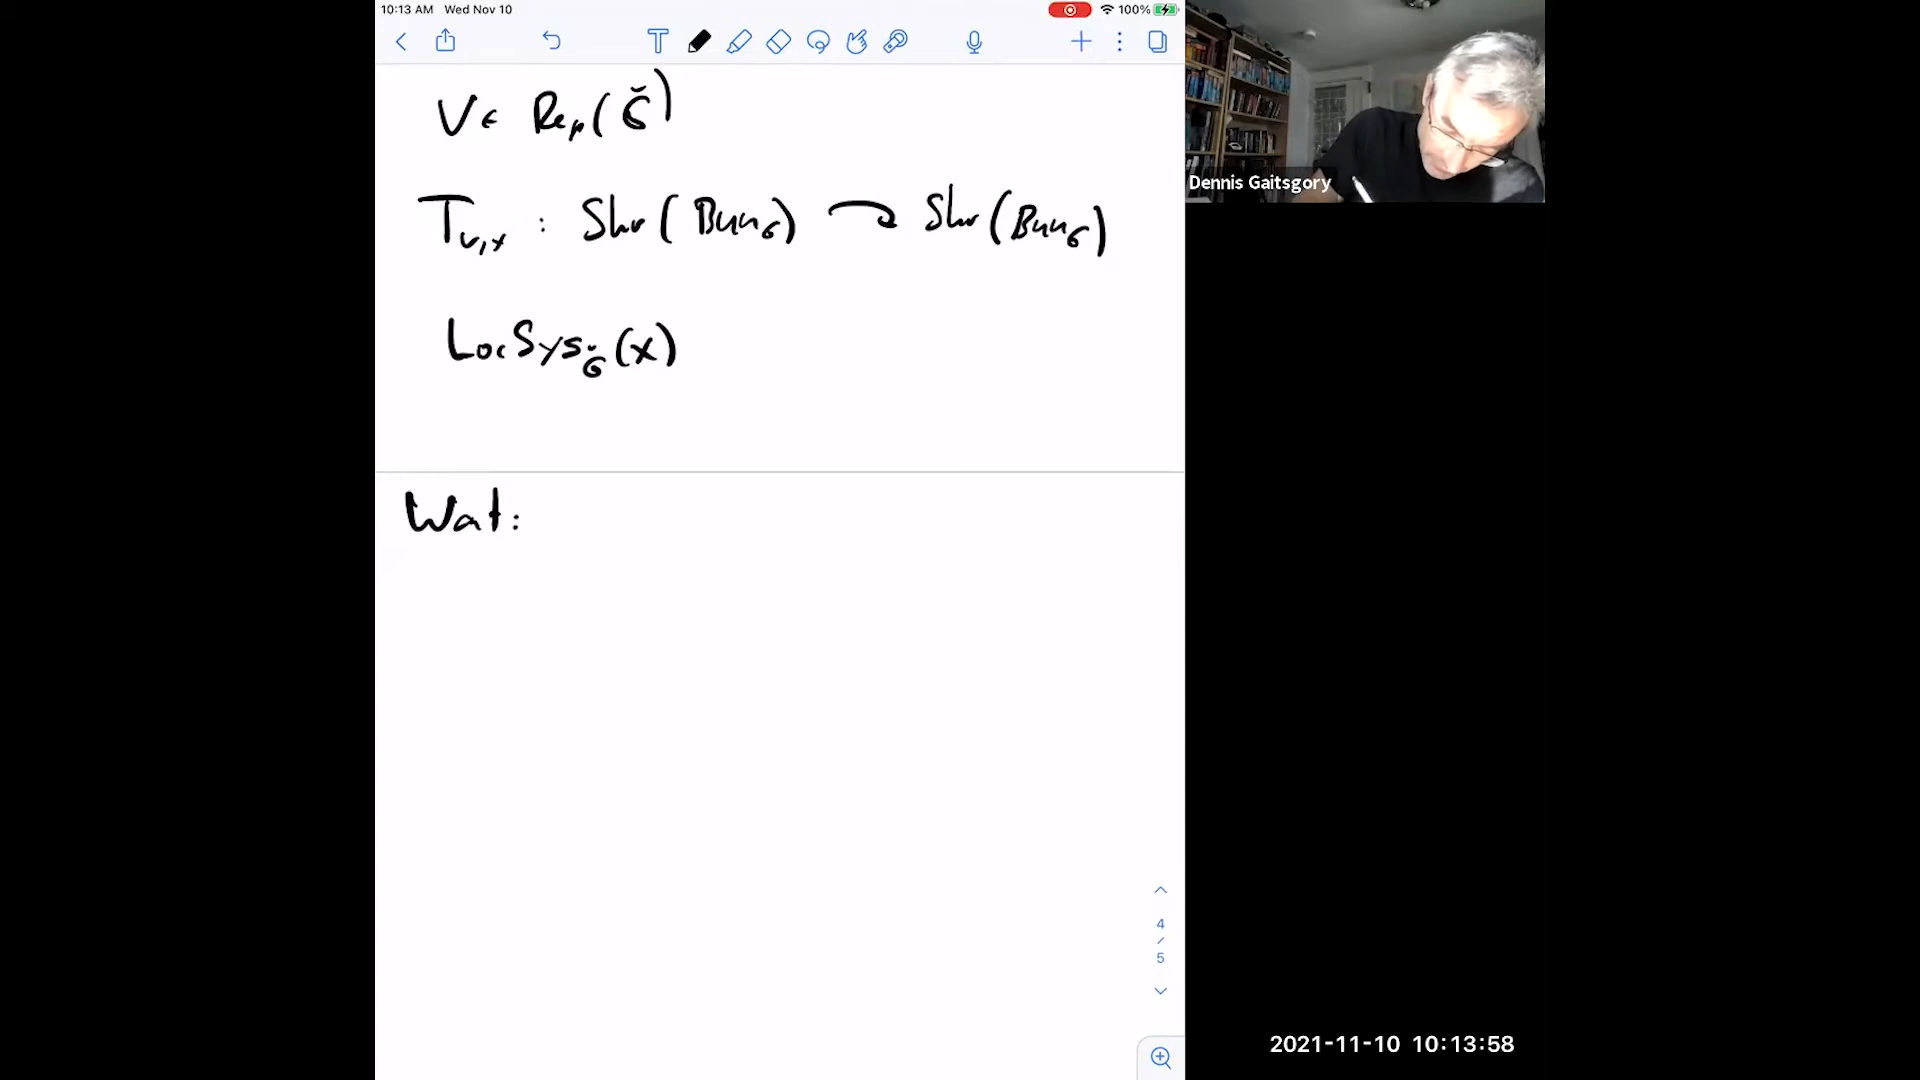 10:13 AM Wed Nov 10 100%
V ∈ Rep(Ǧ)
T_{V,x} : Shv(Bun_G) ⟶ Shv(Bun_G)
LocSys_Ǧ(X)
Wat:
4
/
5
Dennis Gaitsgory
2021-11-10 10:13:58